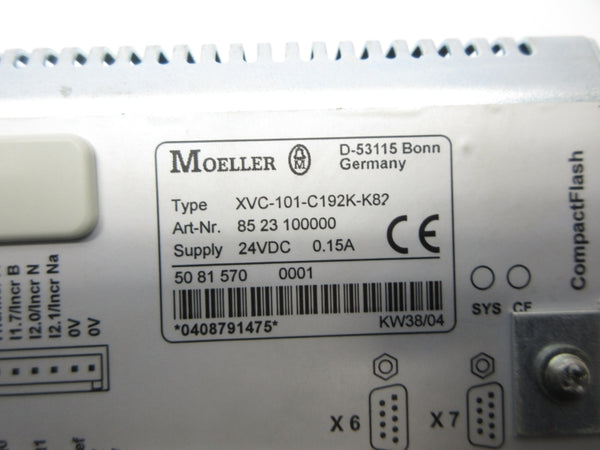 MOELLER
M
D-53115 Bonn
Germany
Type XVC-101-C192K-K82
Art-Nr. 85 23 100000
Supply 24VDC 0.15A
CE
50 81 570 0001
*0408791475*
KW38/04
CompactFlash
SYS CF
I1.7/Incr B
I2.0/Incr N
I2.1/Incr Na
0V
0V
X 6
X 7